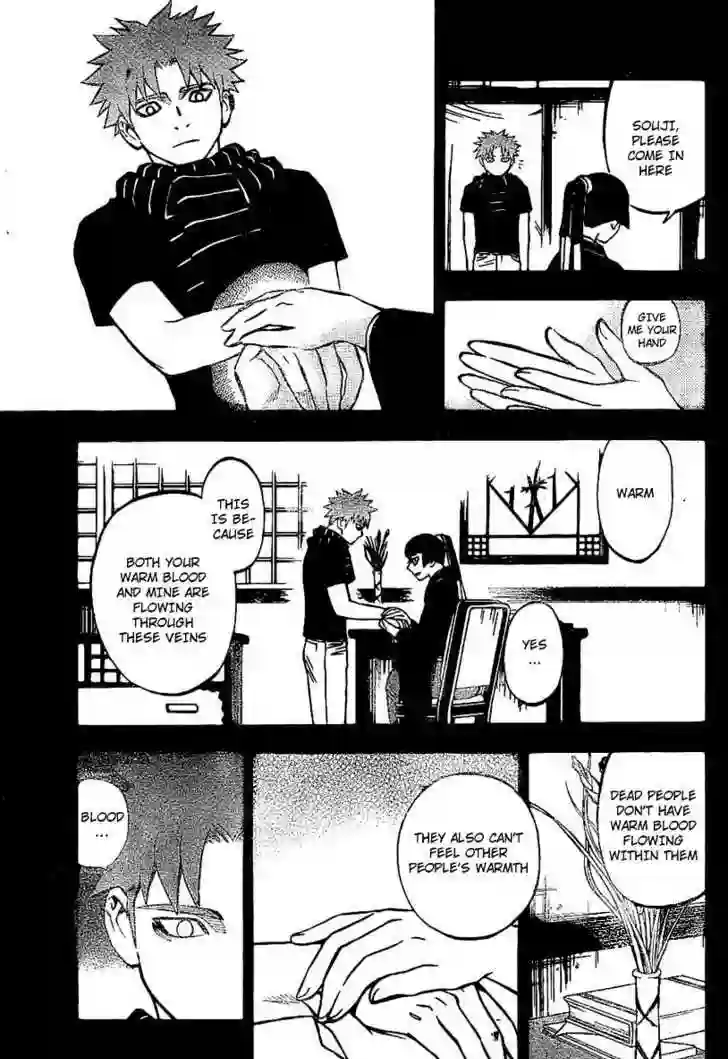 SOUJI,
PLEASE
COME IN
HERE
GIVE
ME YOUR
HAND
WARM
YES
...
THIS
IS BE-
CAUSE
BOTH YOUR
WARM BLOOD
AND MINE ARE
FLOWING
THROUGH
THESE VEINS
DEAD PEOPLE
DON'T HAVE
WARM BLOOD
FLOWING
WITHIN THEM
THEY ALSO CAN'T
FEEL OTHER
PEOPLE'S WARMTH
BLOOD
...